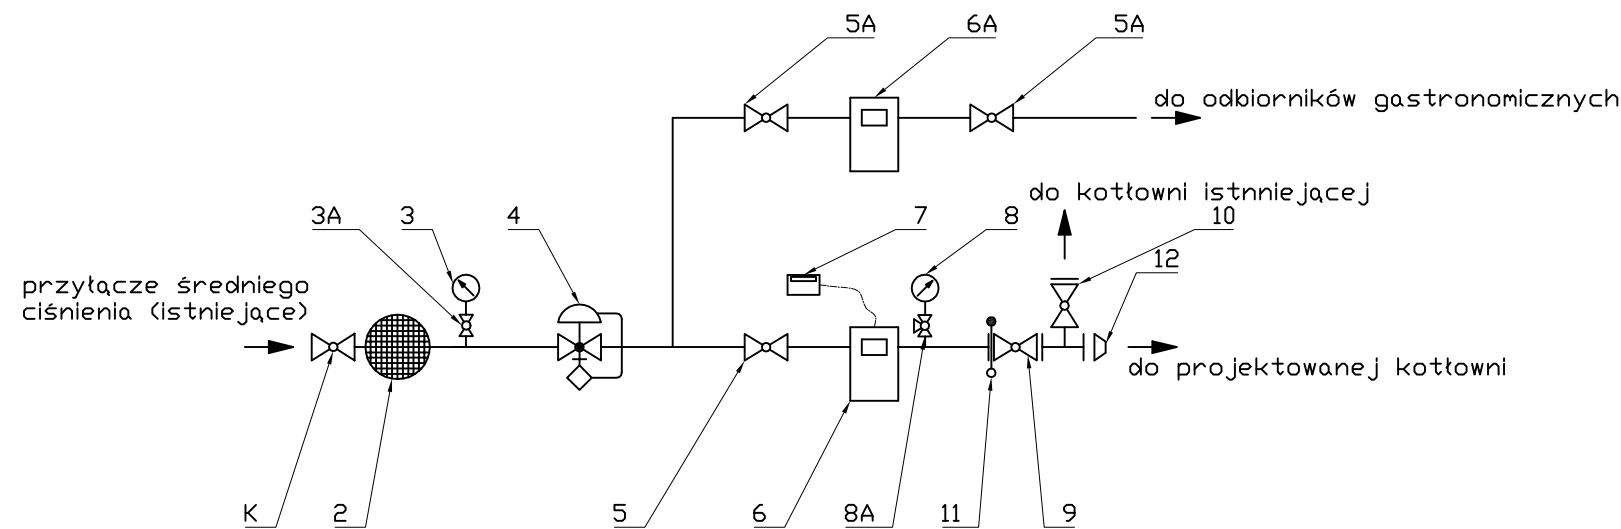 5A
6A
5A
do odbiorników gastronomicznych
do kotłowni istnniejącej
3A
3
4
7
8
10
12
przyłącze średniego
ciśnienia (istniejące)
do projektowanej kotłowni
K
2
5
6
8A
11
9